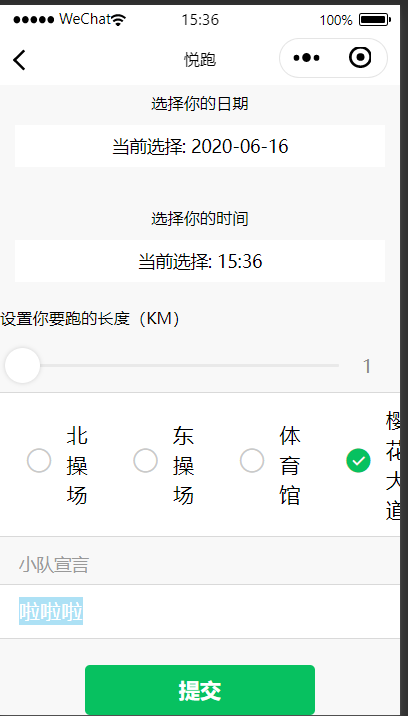 ●●●●● WeChat 15:36 100%
悦跑
选择你的日期
当前选择: 2020-06-16
选择你的时间
当前选择: 15:36
设置你要跑的长度（KM）
1
北操场
东操场
体育馆
樱花大道
小队宣言
啦啦啦
提交